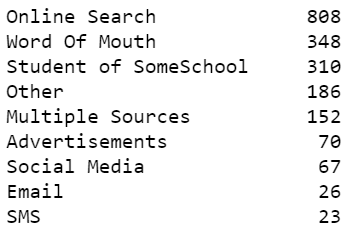 Online Search 808
Word Of Mouth 348
Student of SomeSchool 310
Other 186
Multiple Sources 152
Advertisements 70
Social Media 67
Email 26
SMS 23